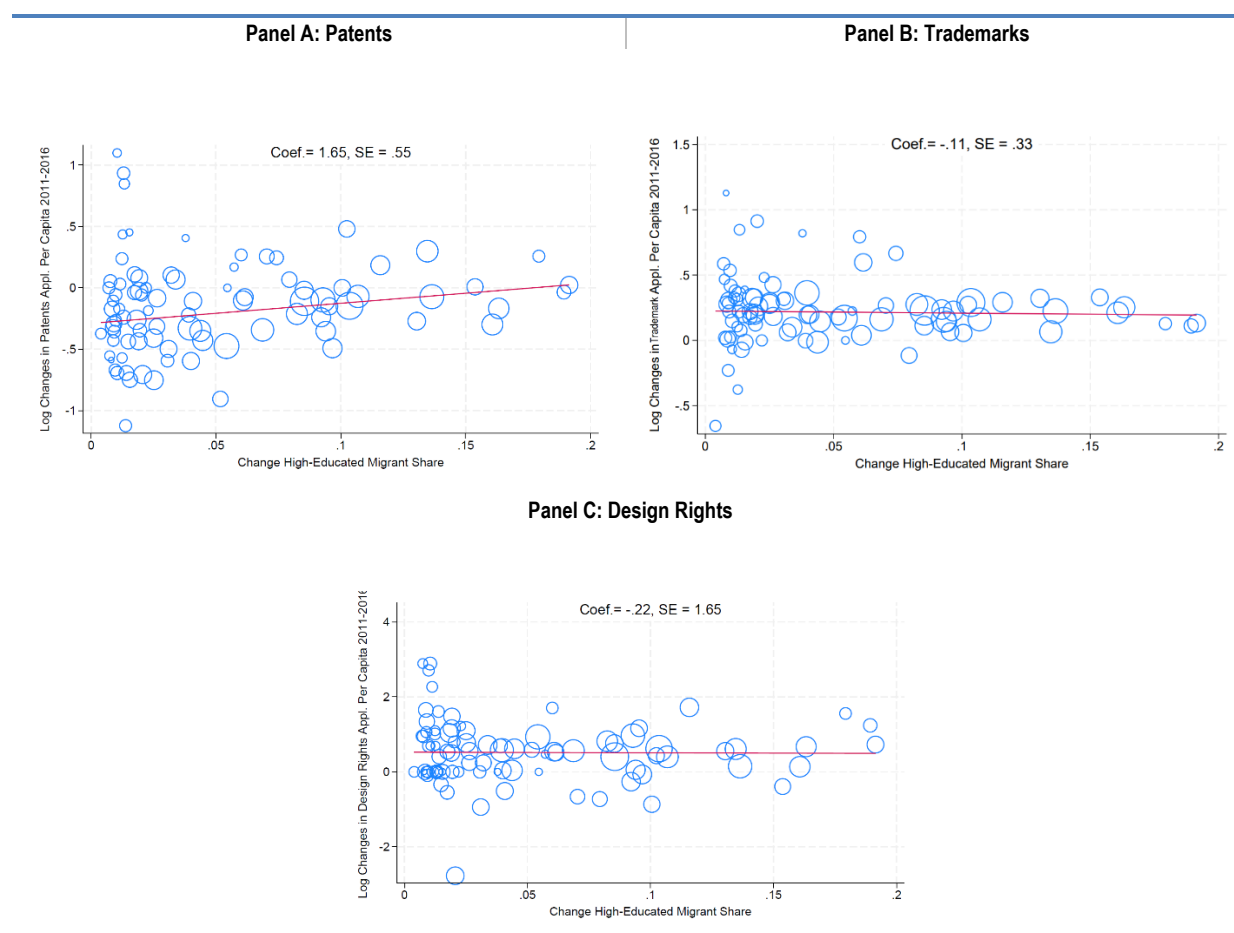 Panel A: Patents
Panel B: Trademarks
Log Changes in Patents Appl. Per Capita 2011-2016
Coef.= 1.65, SE = .55
1
.5
0
-.5
-1
0 .05 .1 .15 .2
Change High-Educated Migrant Share
Log Changes in Trademark Appl. Per Capita 2011-2016
Coef.= -.11, SE = .33
1.5
1
.5
0
-.5
0 .05 .1 .15 .2
Change High-Educated Migrant Share
Panel C: Design Rights
Log Changes in Design Rights Appl. Per Capita 2011-2016
Coef.= -.22, SE = 1.65
4
2
0
-2
0 .05 .1 .15 .2
Change High-Educated Migrant Share